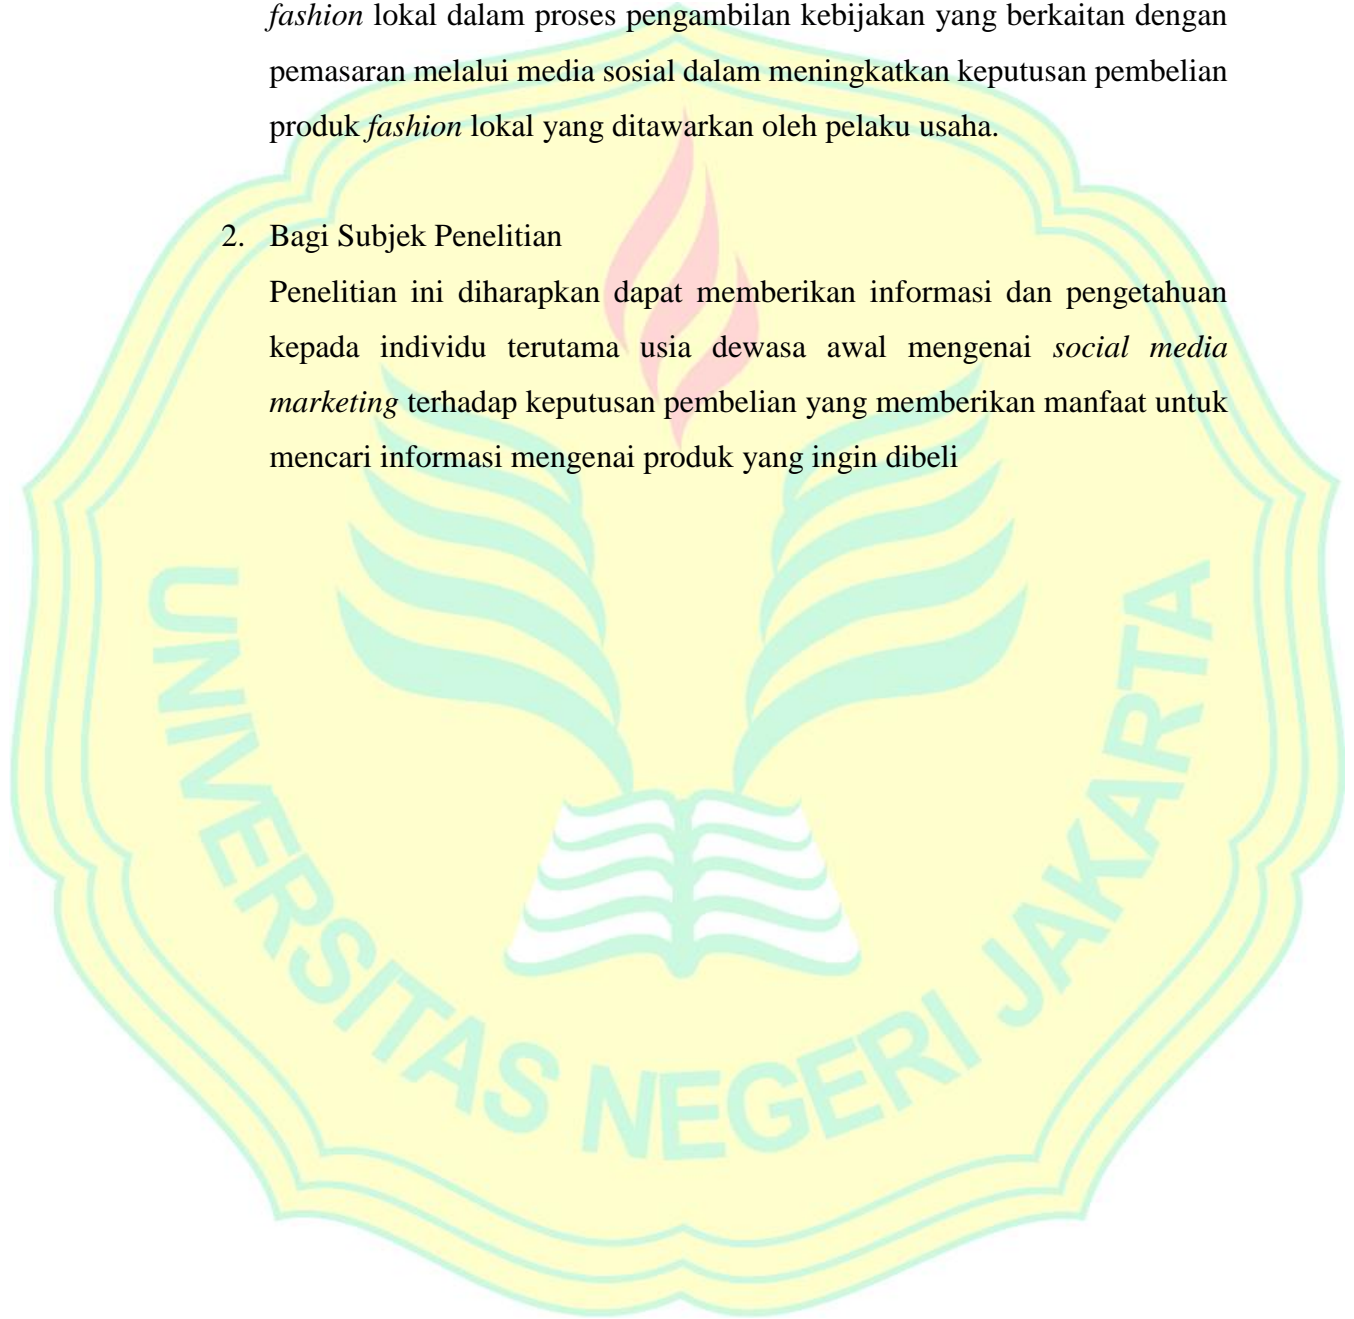 fashion lokal dalam proses pengambilan kebijakan yang berkaitan dengan
pemasaran melalui media sosial dalam meningkatkan keputusan pembelian
produk fashion lokal yang ditawarkan oleh pelaku usaha.
2. Bagi Subjek Penelitian
Penelitian ini diharapkan dapat memberikan informasi dan pengetahuan
kepada individu terutama usia dewasa awal mengenai social media
marketing terhadap keputusan pembelian yang memberikan manfaat untuk
mencari informasi mengenai produk yang ingin dibeli
UNIVERSITAS NEGERI JAKARTA